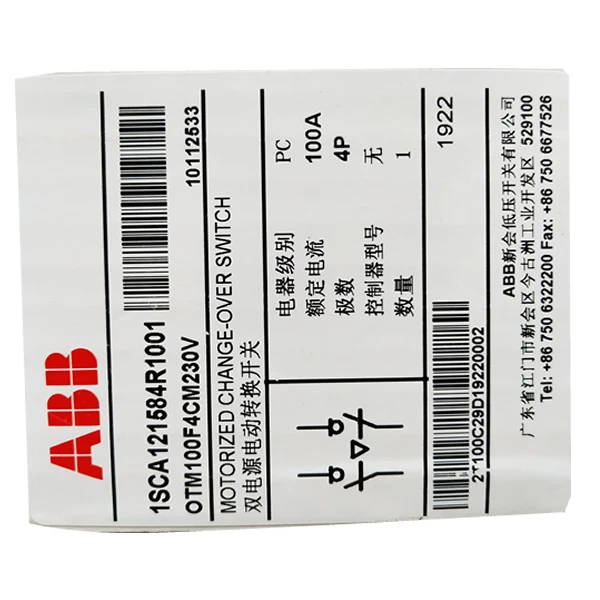 ABB
1SCA121584R1001
OTM100F4CM230V
10112533
MOTORIZED CHANGE-OVER SWITCH
双电源电动转换开关
电器级别 PC
额定电流 100A
极数 4P
控制器型号 无
数量 1
2T100C29D19220002
1922
ABB新会低压开关有限公司
广东省江门市新会区今古洲工业开发区 529100
Tel: +86 750 6322200 Fax: +86 750 6677526